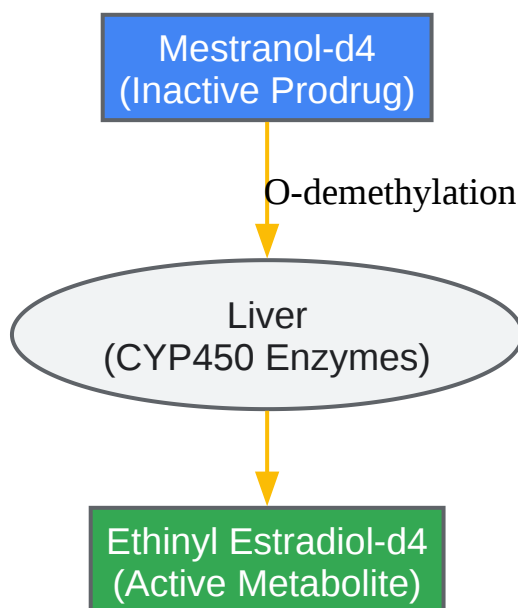 Mestranol-d4
(Inactive Prodrug)
O-demethylation
Liver
(CYP450 Enzymes)
Ethinyl Estradiol-d4
(Active Metabolite)